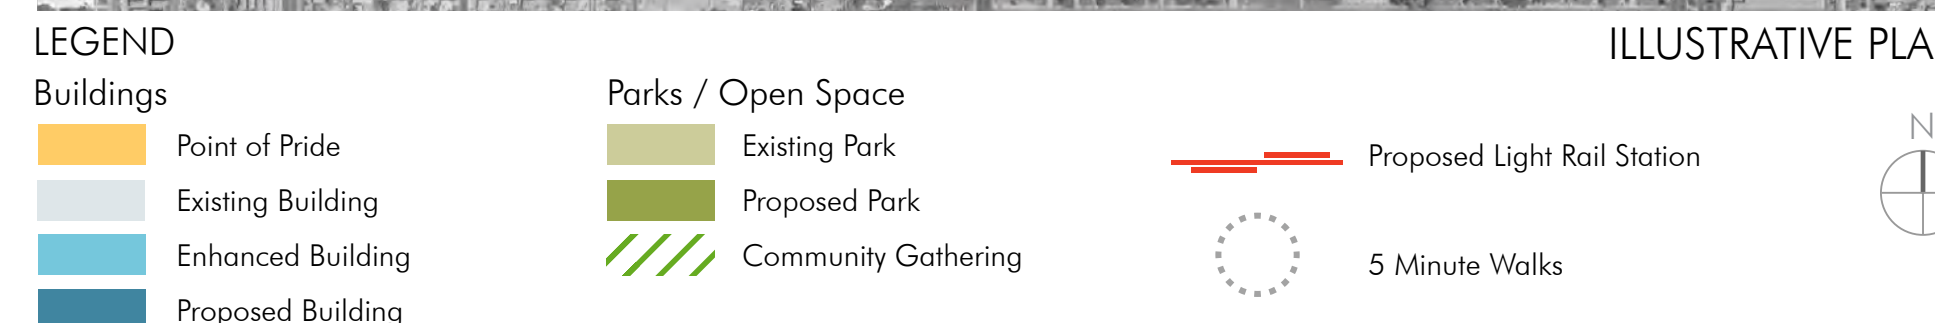 LEGEND
ILLUSTRATIVE PLA
Buildings
Parks / Open Space
Point of Pride
Existing Park
Proposed Light Rail Station
N
Existing Building
Proposed Park
Enhanced Building
Community Gathering
5 Minute Walks
Proposed Building